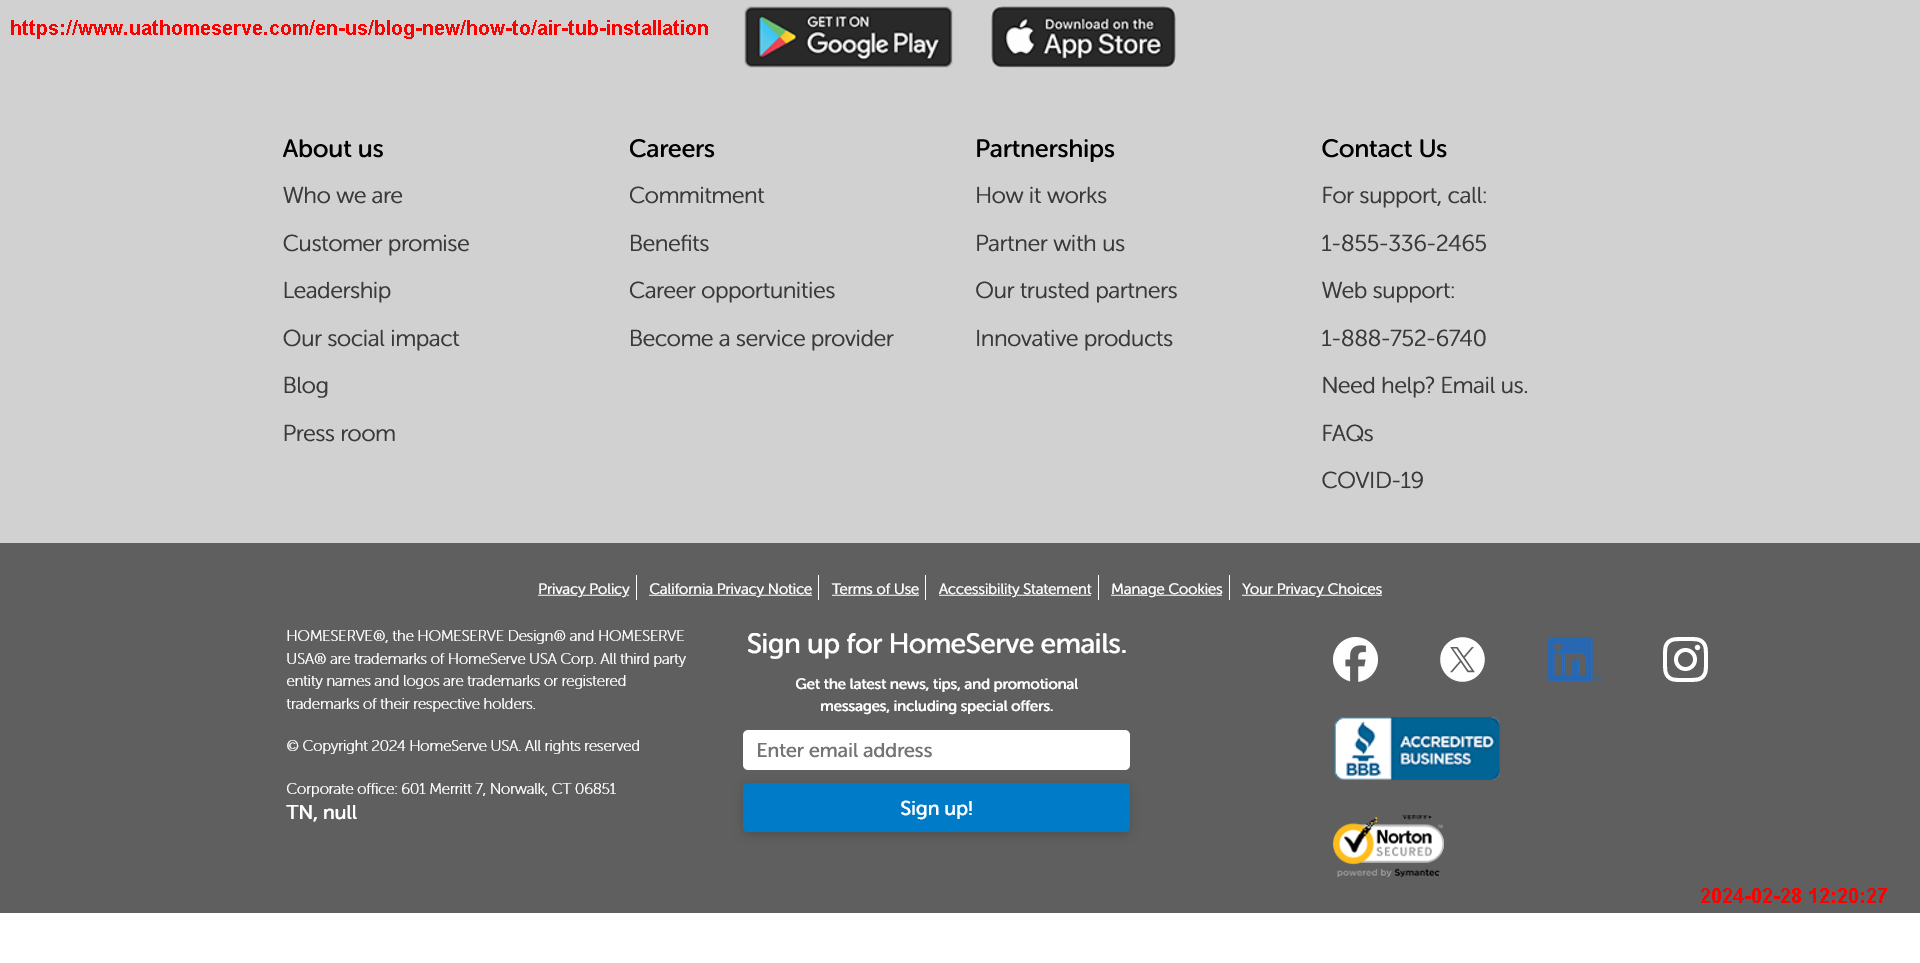 https://www.uathomeserve.com/en-us/blog-new/how-to/air-tub-installation
GET IT ON
Google Play
Download on the
App Store
About us
Who we are
Customer promise
Leadership
Our social impact
Blog
Press room
Careers
Commitment
Benefits
Career opportunities
Become a service provider
Partnerships
How it works
Partner with us
Our trusted partners
Innovative products
Contact Us
For support, call:
1-855-336-2465
Web support:
1-888-752-6740
Need help? Email us.
FAQs
COVID-19
Privacy Policy
California Privacy Notice
Terms of Use
Accessibility Statement
Manage Cookies
Your Privacy Choices
HOMESERVE®, the HOMESERVE Design® and HOMESERVE
USA® are trademarks of HomeServe USA Corp. All third party
entity names and logos are trademarks or registered
trademarks of their respective holders.
© Copyright 2024 HomeServe USA. All rights reserved
Corporate office: 601 Merritt 7, Norwalk, CT 06851
TN, null
Sign up for HomeServe emails.
Get the latest news, tips, and promotional
messages, including special offers.
Enter email address
Sign up!
in
BBB
ACCREDITED
BUSINESS
VERIFY
Norton
SECURED
powered by Symantec
2024-02-28 12:20:27